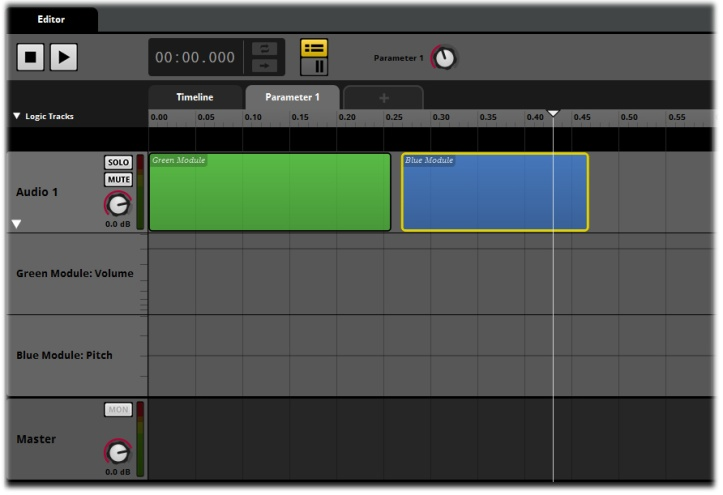 Editor
00:00.000
Parameter 1
Timeline
Parameter 1
+
Logic Tracks
0.00 0.05 0.10 0.15 0.20 0.25 0.30 0.35 0.40 0.45 0.50 0.55
Audio 1
SOLO
MUTE
0.0 dB
Green Module
Blue Module
Green Module: Volume
Blue Module: Pitch
Master
MON
0.0 dB